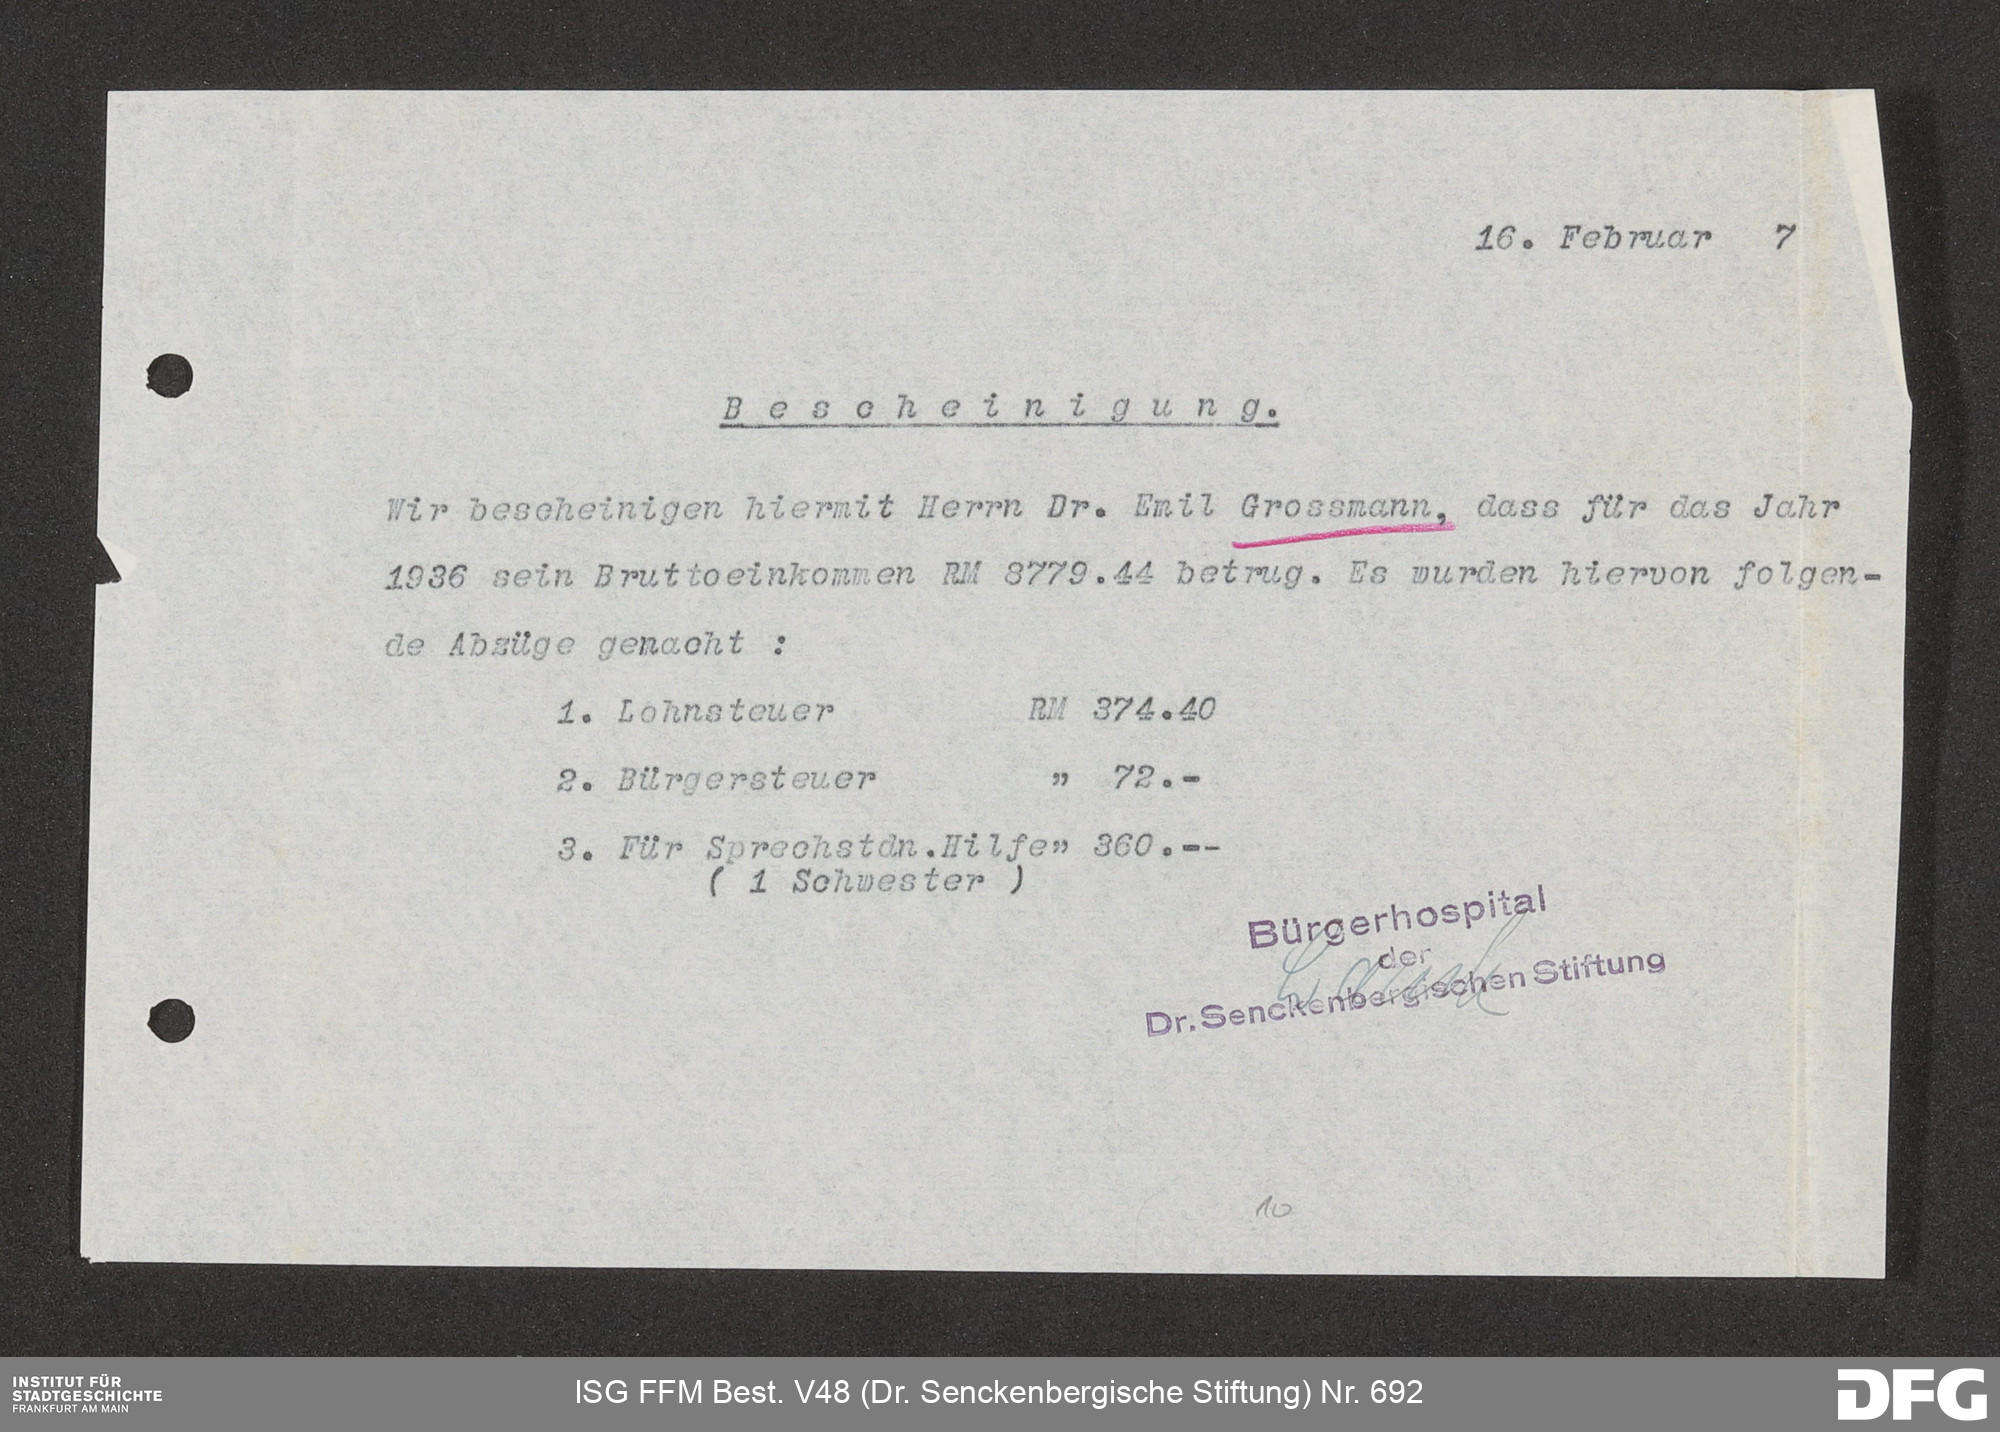 16. Februar 7
Bescheinigung.
Wir bescheinigen hiermit Herrn Dr. Emil Grossmann, dass für das Jahr
1936 sein Bruttoeinkommen RM 8779.44 betrug. Es wurden hiervon folgen-
de Abzüge gemacht :
1. Lohnsteuer RM 374.40
2. Bürgersteuer " 72.-
3. Für Sprechstdn.Hilfe" 360.--
( 1 Schwester )
Bürgerhospital
der
Dr. Senckenbergischen Stiftung
10
INSTITUT FÜR
STADTGESCHICHTE
FRANKFURT AM MAIN
ISG FFM Best. V48 (Dr. Senckenbergische Stiftung) Nr. 692
DFG